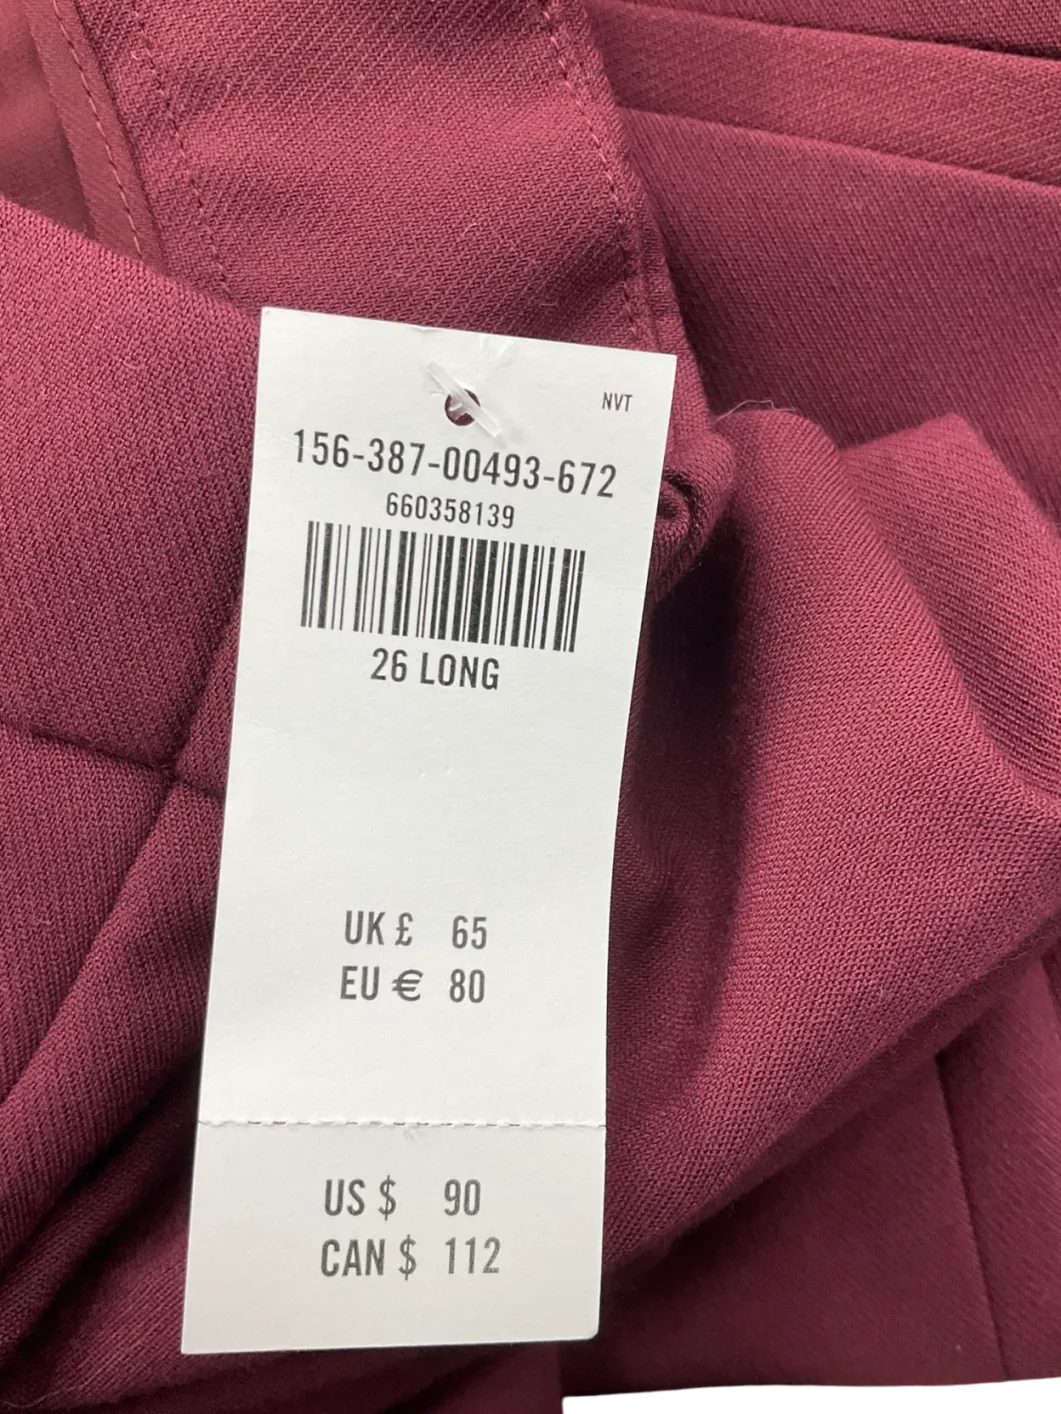 NVT
156-387-00493-672
660358139
26 LONG
UK £ 65
EU € 80
US $ 90
CAN $ 112